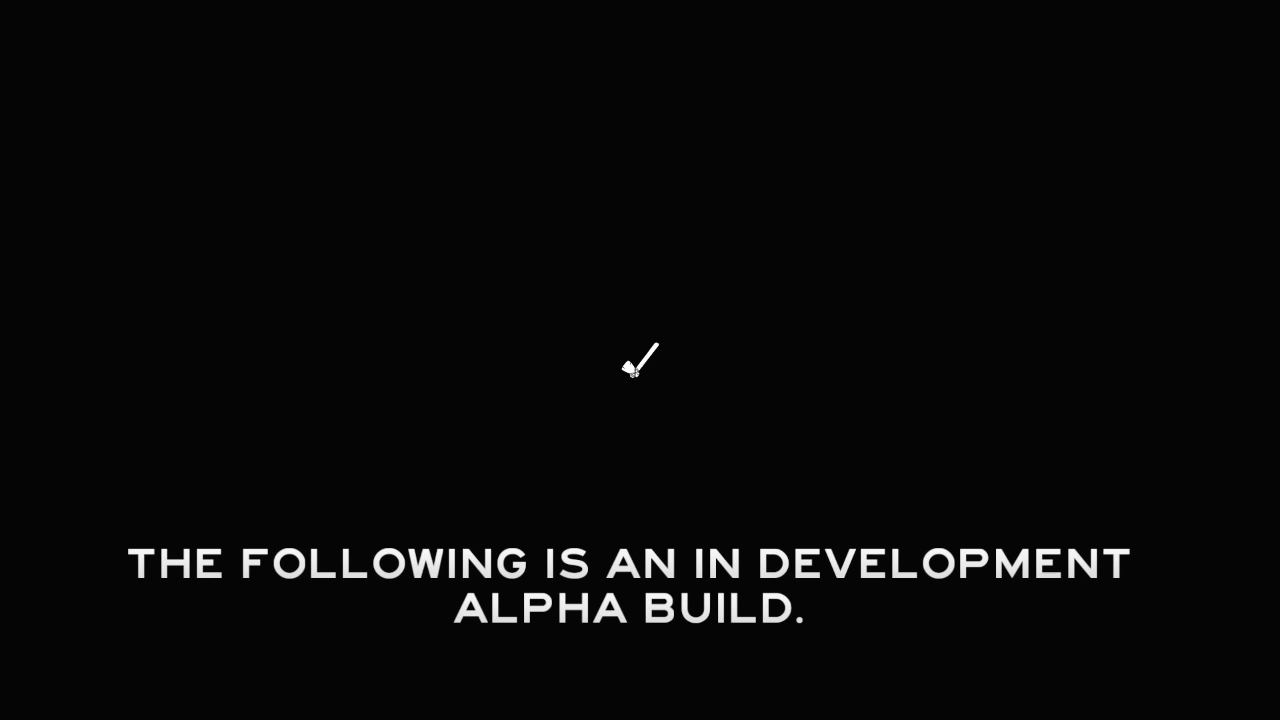 THE FOLLOWING IS AN IN DEVELOPMENT
ALPHA BUILD.